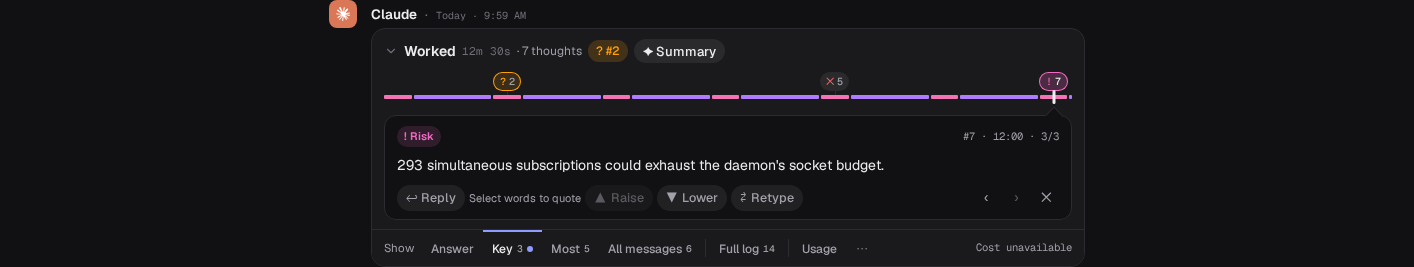 Claude · Today · 9:59 AM
Worked 12m 30s · 7 thoughts ? #2 ✦ Summary
? 2 ✕ 5 ! 7
! Risk #7 · 12:00 · 3/3
293 simultaneous subscriptions could exhaust the daemon's socket budget.
↩ Reply Select words to quote ▲ Raise ▼ Lower ⇄ Retype ‹ › ✕
Show Answer Key 3 Most 5 All messages 6 Full log 14 Usage ··· Cost unavailable